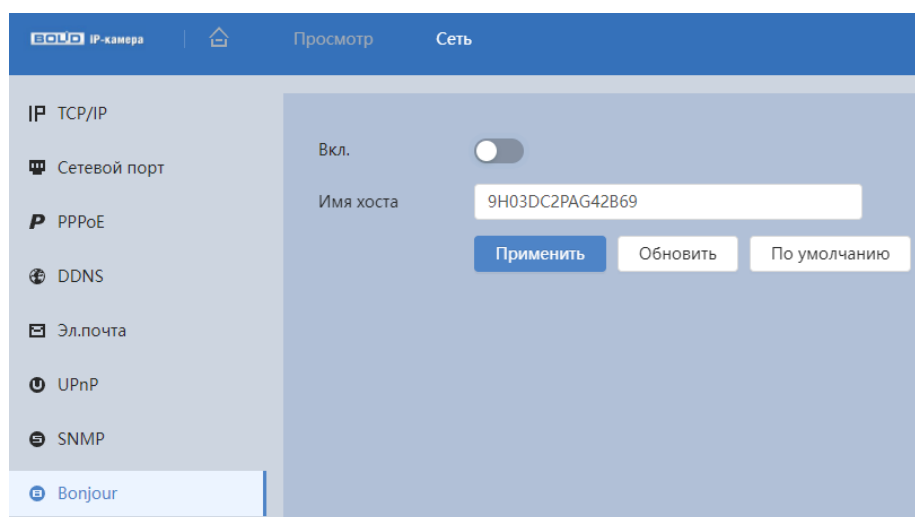 BOLID IP-камера
Просмотр
Сеть
IP TCP/IP
Сетевой порт
PPPoE
DDNS
Эл.почта
UPnP
SNMP
Bonjour
Вкл.
Имя хоста
9H03DC2PAG42B69
Применить
Обновить
По умолчанию